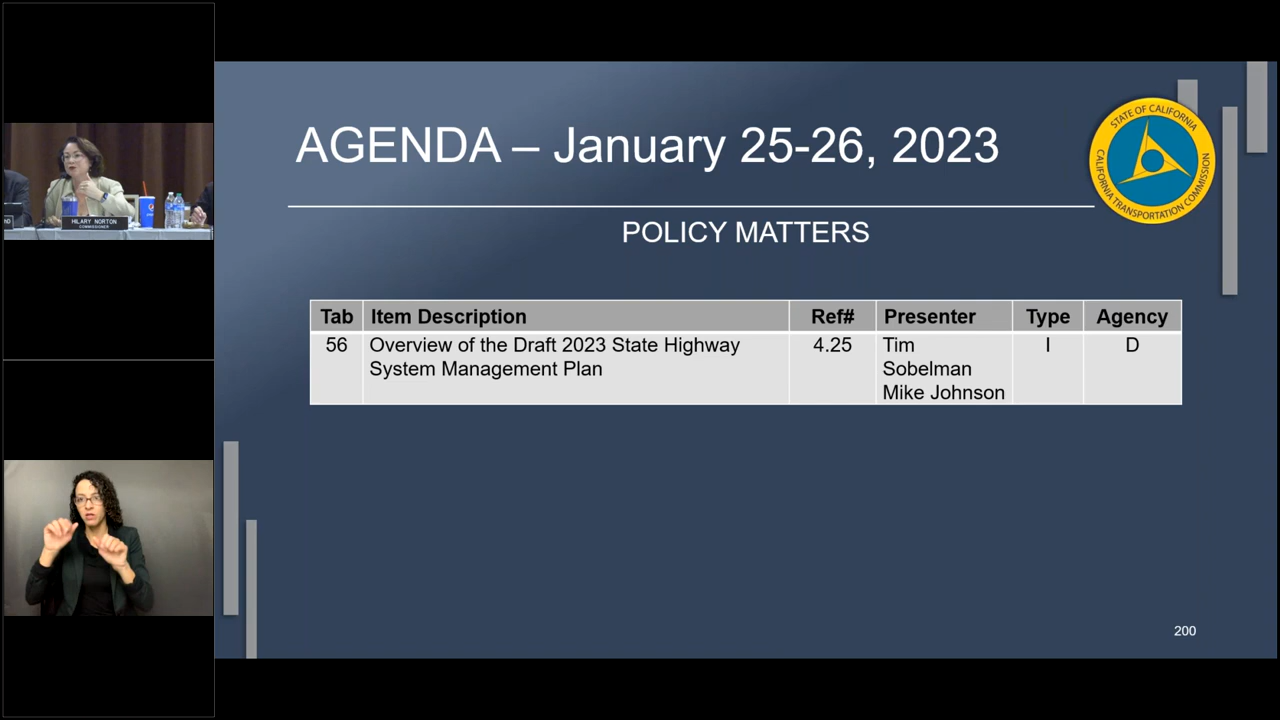 AGENDA – January 25-26, 2023
STATE OF CALIFORNIA
CALIFORNIA TRANSPORTATION COMMISSION
POLICY MATTERS
Tab Item Description Ref# Presenter Type Agency
56 Overview of the Draft 2023 State Highway 4.25 Tim I D
System Management Plan Sobelman
Mike Johnson
HILARY NORTON
COMMISSIONER
200